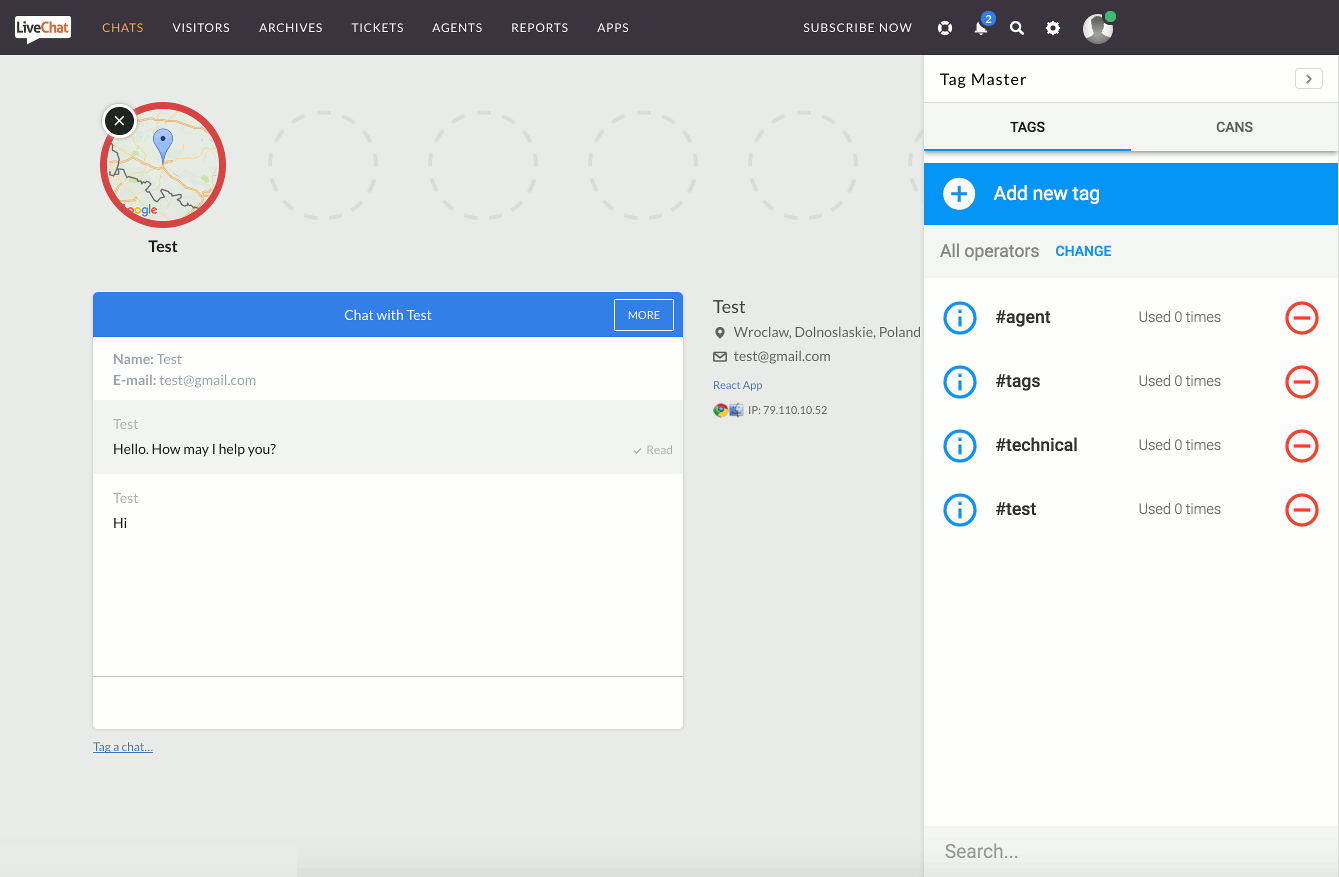 LiveChat CHATS VISITORS ARCHIVES TICKETS AGENTS REPORTS APPS SUBSCRIBE NOW 2
Tag Master
TAGS CANS
Add new tag
All operators CHANGE
#agent Used 0 times
#tags Used 0 times
#technical Used 0 times
#test Used 0 times
Search...
Google
Test
Chat with Test MORE
Name: Test
E-mail: test@gmail.com
Test
Hello. How may I help you? Read
Test
Hi
Tag a chat...
Test
Wroclaw, Dolnoslaskie, Poland
test@gmail.com
React App
IP: 79.110.10.52